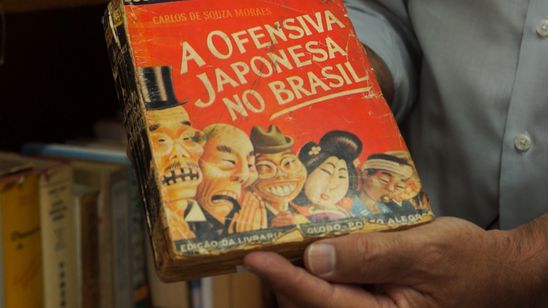 CARLOS DE SOUZA MORAES
A OFENSIVA
JAPONESA
NO BRASIL
EDIÇÃO DA LIVRARIA
GLOBO - PORTO ALEGRE